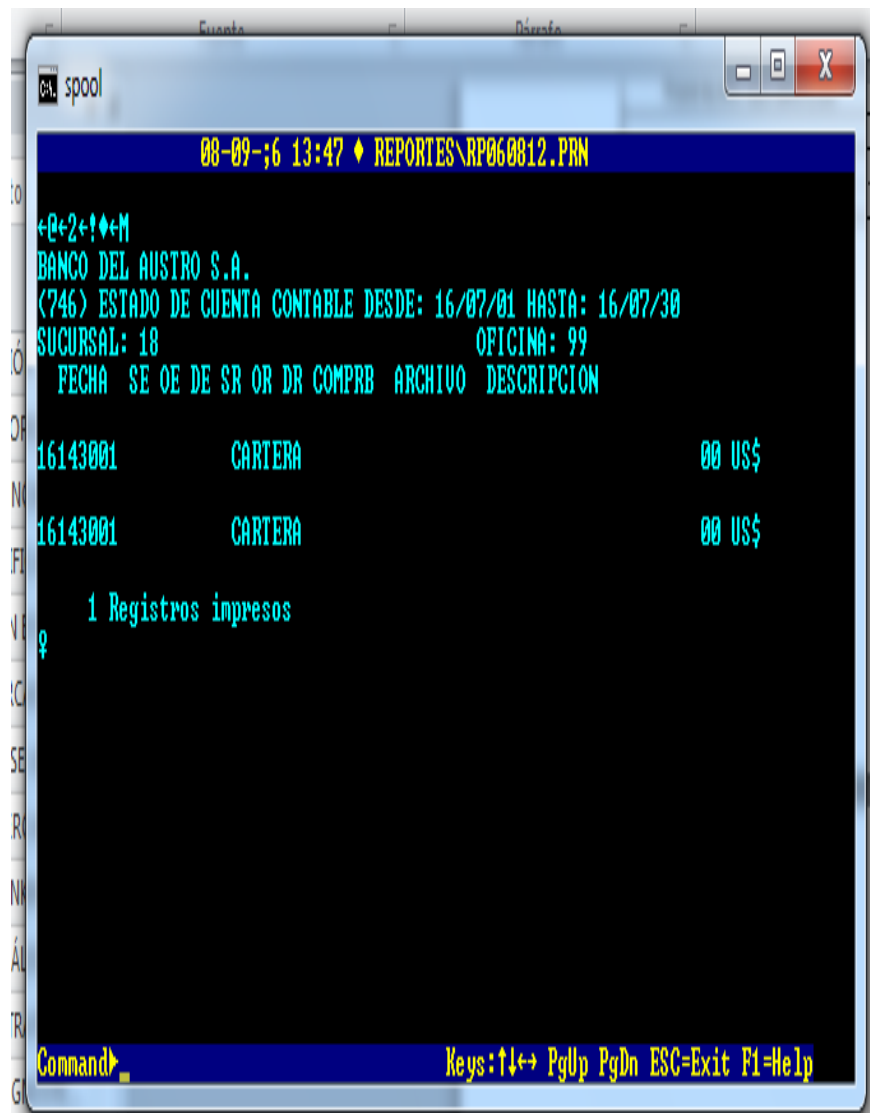 Fuente Párrafo
spool
08-09-;6 13:47 ♦ REPORTES\RP060812.PRN
←@←2←!♦←M
BANCO DEL AUSTRO S.A.
(746) ESTADO DE CUENTA CONTABLE DESDE: 16/07/01 HASTA: 16/07/30
SUCURSAL: 18 OFICINA: 99
FECHA SE OE DE SR OR DR COMPRB ARCHIVO DESCRIPCION
16143001 CARTERA 00 US$
16143001 CARTERA 00 US$
1 Registros impresos
♀
Command► Keys:↑↓←→ PgUp PgDn ESC=Exit F1=Help